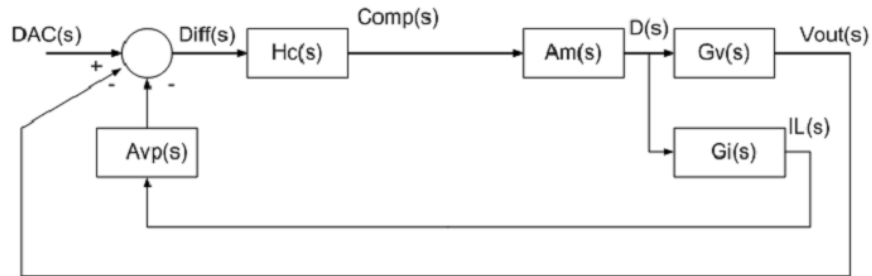 DAC(s)
+
-
-
Diff(s)
Hc(s)
Comp(s)
Am(s)
D(s)
Gv(s)
Vout(s)
Avp(s)
Gi(s)
IL(s)